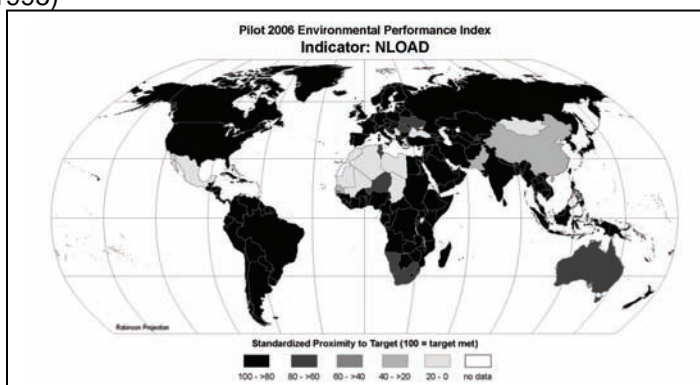 1995)
Pilot 2006 Environmental Performance Index
Indicator: NLOAD
Robinson Projection
Standardized Proximity to Target (100 = target met)
100 - >80 80 - >60 60 - >40 40 - >20 20 - 0 no data